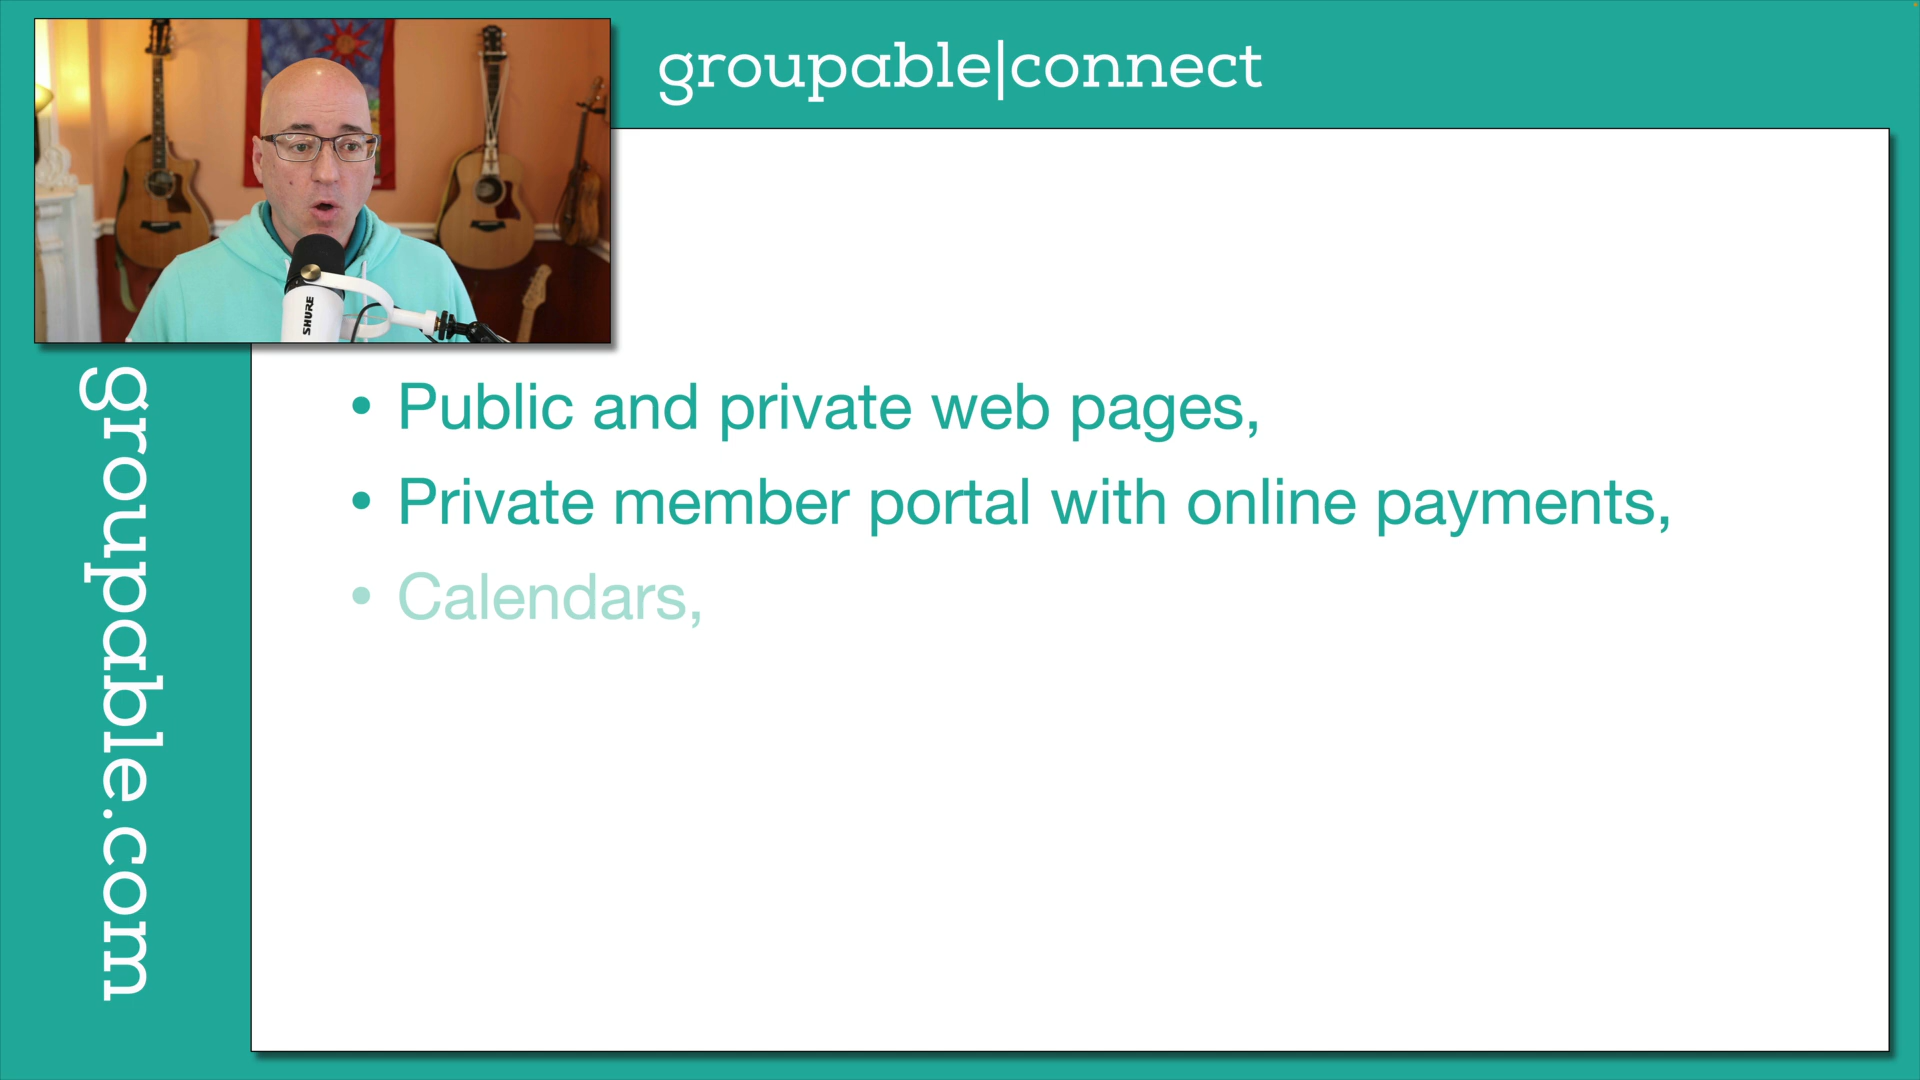 groupable|connect
SHURE
• Public and private web pages,
• Private member portal with online payments,
• Calendars,
groupable.com